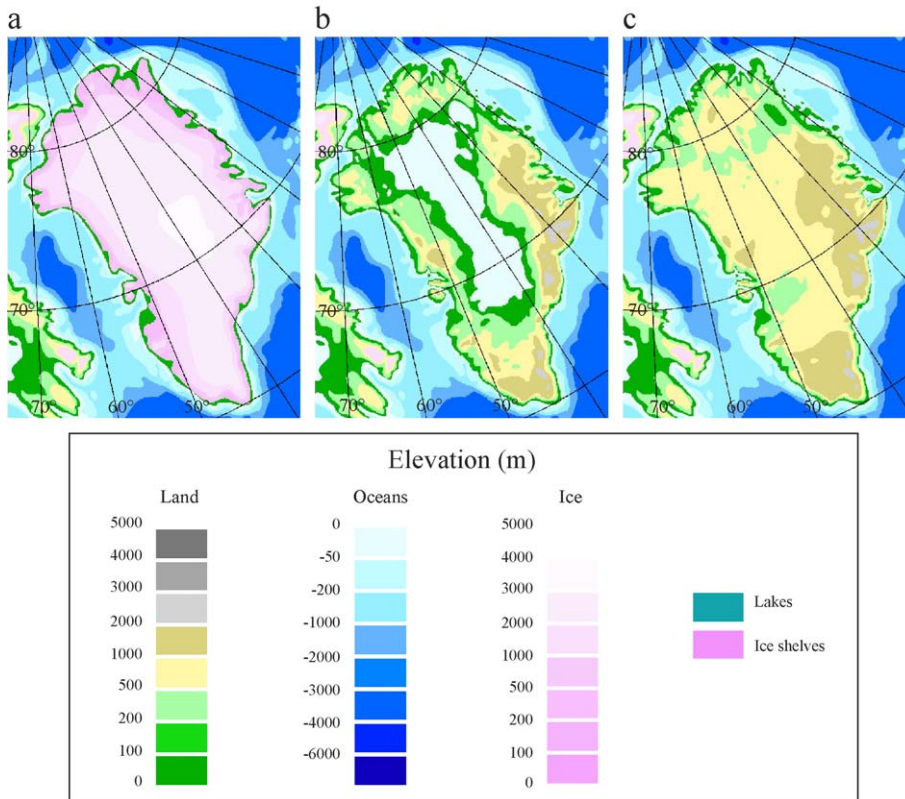 a b c
80° 80° 80°
70° 70° 70°
70° 60° 50° 70° 60° 50° 70° 60° 50°
Elevation (m)
Land Oceans Ice
5000 0 5000
4000 -50 4000
3000 -200 3000
2000 -1000 2000
1000 -2000 1000
500 -3000 500
200 -4000 200
100 -6000 100
0 0
Lakes
Ice shelves